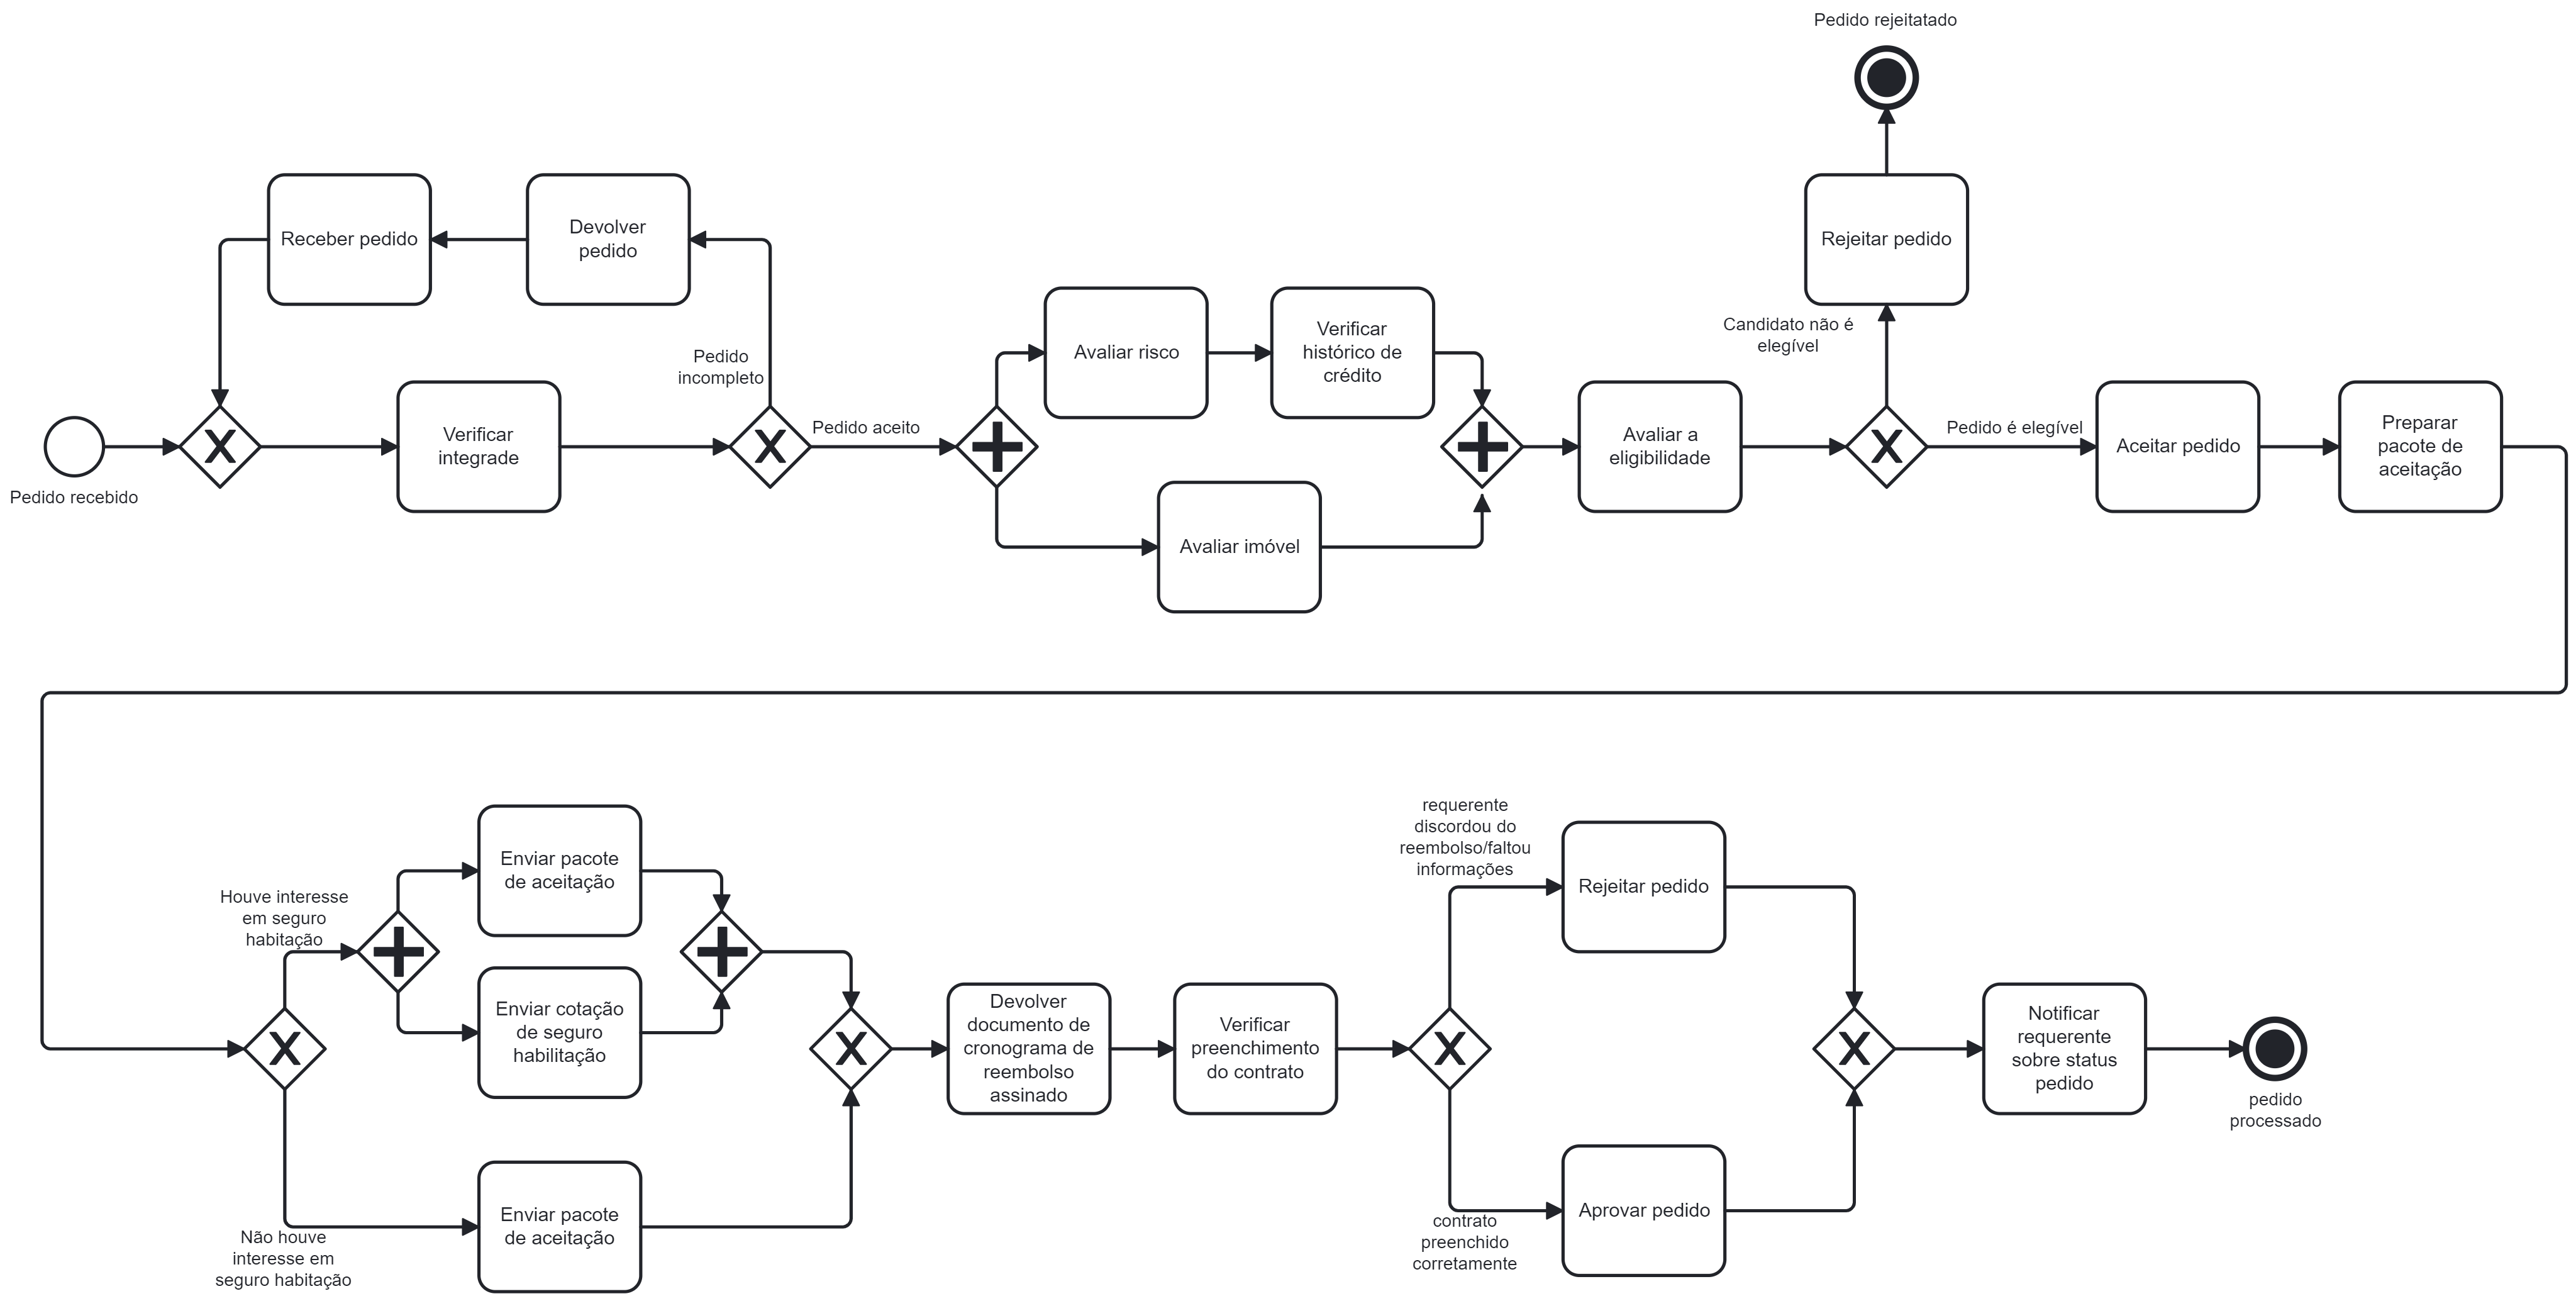 Pedido rejeitatado
Receber pedido
Devolver
pedido
Rejeitar pedido
Pedido
incompleto
Avaliar risco
Verificar
histórico de
crédito
Candidato não é
elegível
Pedido recebido
X
Verificar
integrade
X
Pedido aceito
Avaliar a
eligibilidade
X
Pedido é elegível
Aceitar pedido
Preparar
pacote de
aceitação
Avaliar imóvel
Houve interesse
em seguro
habitação
Enviar pacote
de aceitação
Enviar cotação
de seguro
habilitação
X
Não houve
interesse em
seguro habitação
Enviar pacote
de aceitação
X
Devolver
documento de
cronograma de
reembolso
assinado
Verificar
preenchimento
do contrato
X
requerente
discordou do
reembolso/faltou
informações
Rejeitar pedido
contrato
preenchido
corretamente
Aprovar pedido
X
Notificar
requerente
sobre status
pedido
pedido
processado